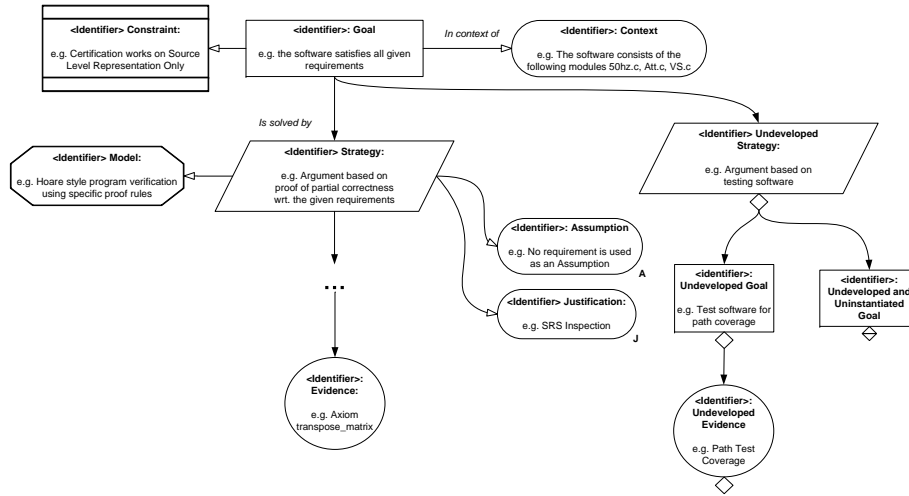 <Identifier> Constraint:
e.g. Certification works on Source
Level Representation Only
<identifier>: Goal
e.g. the software satisfies all given
requirements
In context of
<Identifier>: Context
e.g. The software consists of the
following modules 50hz.c, Att.c, VS.c
Is solved by
<Identifier> Model:
e.g. Hoare style program verification
using specific proof rules
<Identifier> Strategy:
e.g. Argument based on
proof of partial correctness
wrt. the given requirements
<Identifier> Undeveloped
Strategy:
e.g. Argument based on
testing software
<Identifier>: Assumption
e.g. No requirement is used
as an Assumption
A
<Identifier> Justification:
e.g. SRS Inspection
J
...
<identifier>:
Undeveloped Goal
e.g. Test software for
path coverage
<identifier>:
Undeveloped and
Uninstantiated
Goal
<Identifier>:
Evidence:
e.g. Axiom
transpose_matrix
<Identifier>:
Undeveloped
Evidence
e.g. Path Test
Coverage